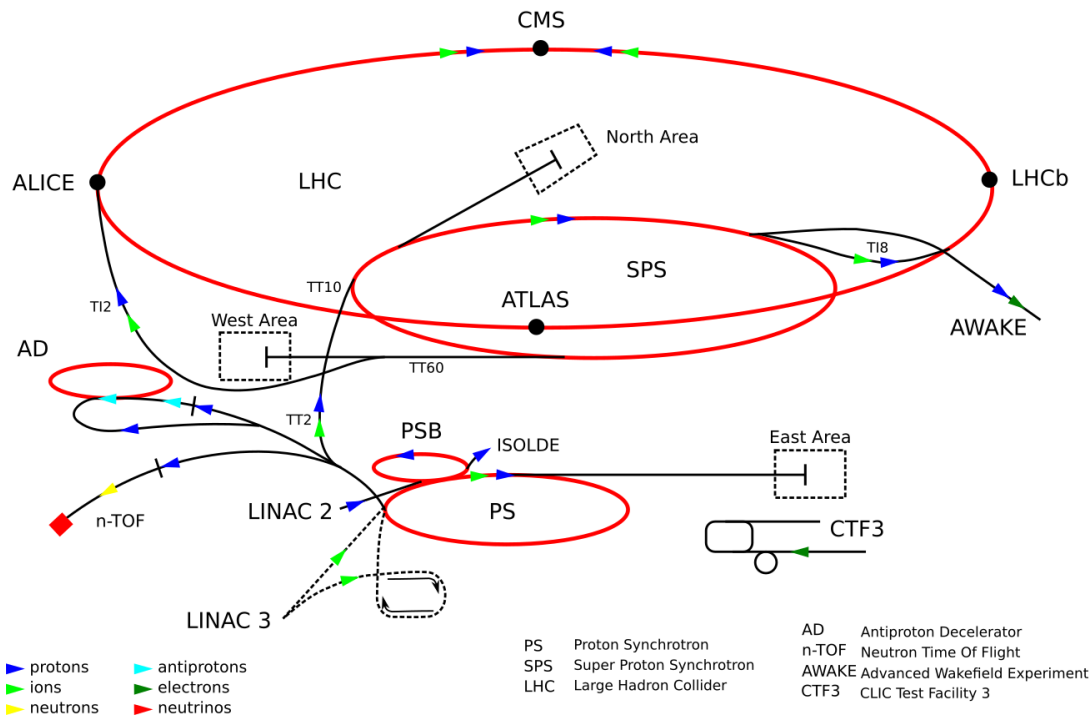 CMS
North Area
ALICE
LHC
LHCb
SPS
TI8
TT10
ATLAS
TI2
West Area
AWAKE
AD
TT60
TT2
PSB
ISOLDE
East Area
LINAC 2
PS
n-TOF
CTF3
LINAC 3
protons
ions
neutrons
antiprotons
electrons
neutrinos
PS Proton Synchrotron
SPS Super Proton Synchrotron
LHC Large Hadron Collider
AD Antiproton Decelerator
n-TOF Neutron Time Of Flight
AWAKE Advanced Wakefield Experiment
CTF3 CLIC Test Facility 3